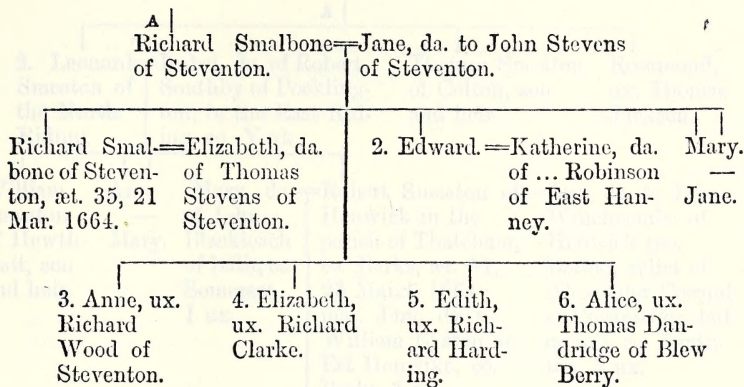 A
Richard Smalbone=Jane, da. to John Stevens
of Steventon. of Steventon.
Richard Smal-
bone of Steven-
ton, æt. 35, 21
Mar. 1664.
=Elizabeth, da.
of Thomas
Stevens of
Steventon.
2. Edward.=Katherine, da.
of ... Robinson
of East Han-
ney.
Mary.
—
Jane.
3. Anne, ux.
Richard
Wood of
Steventon.
4. Elizabeth,
ux. Richard
Clarke.
5. Edith,
ux. Rich-
ard Hard-
ing.
6. Alice, ux.
Thomas Dan-
dridge of Blew
Berry.